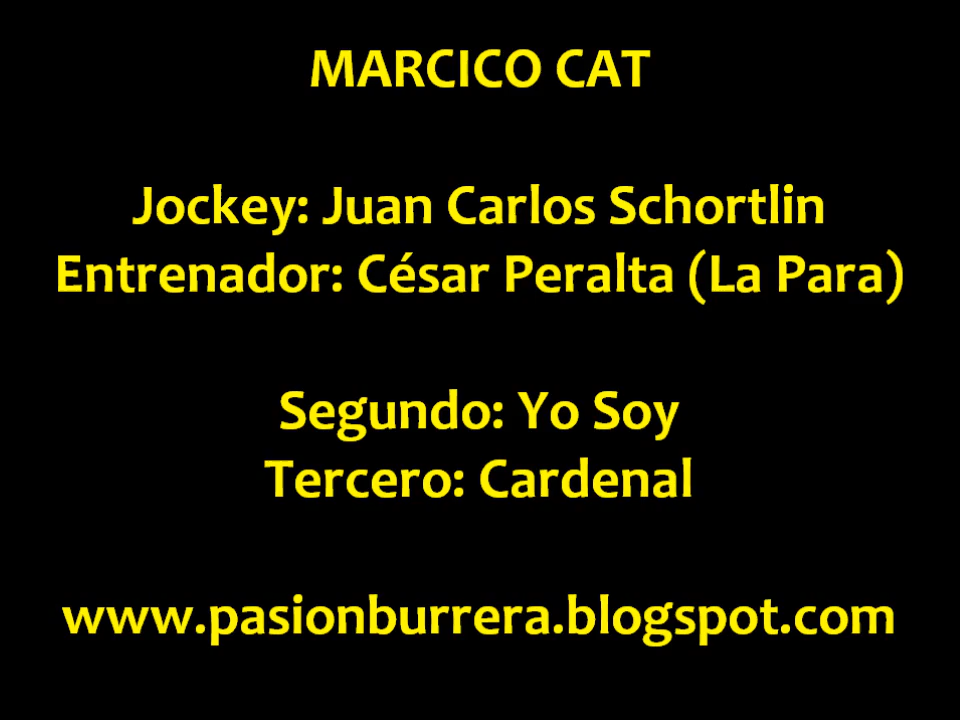 MARCICO CAT
Jockey: Juan Carlos Schortlin
Entrenador: César Peralta (La Para)
Segundo: Yo Soy
Tercero: Cardenal
www.pasionburrera.blogspot.com